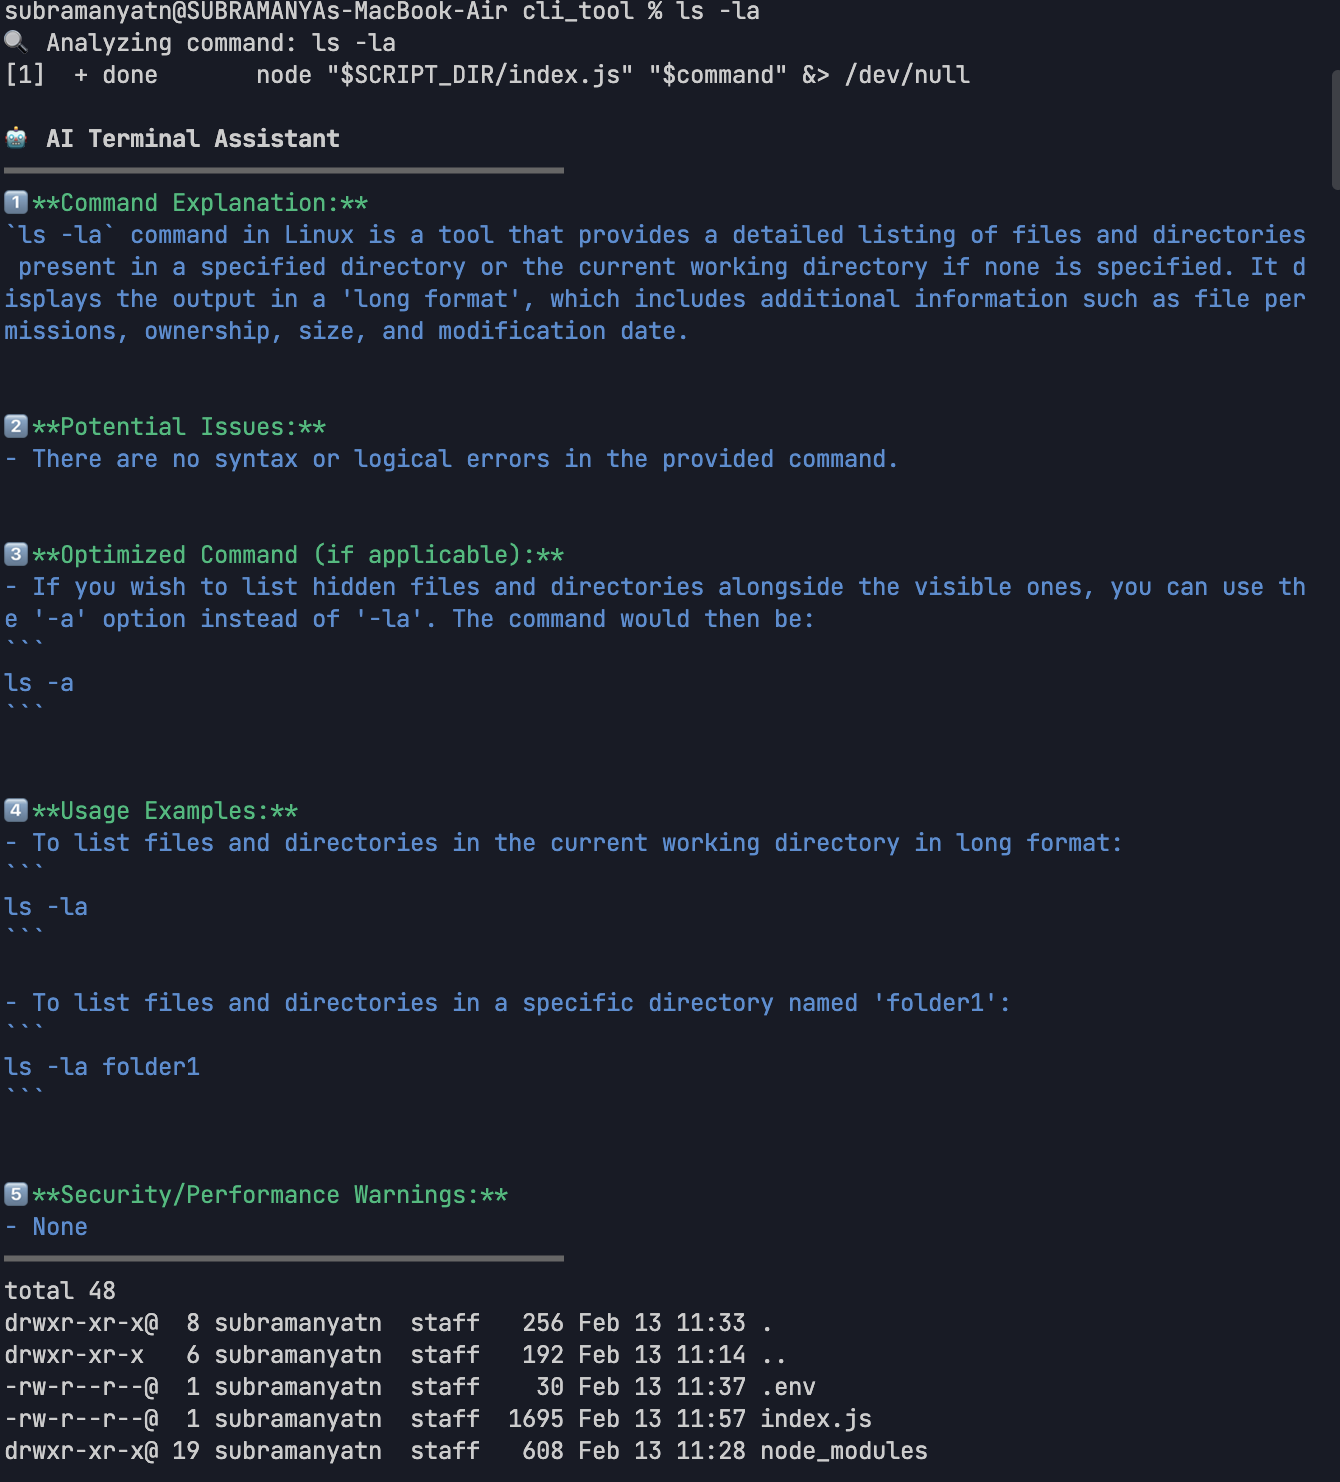 subramanyatn@SUBRAMANYAs-MacBook-Air cli_tool % ls -la
🔍 Analyzing command: ls -la
[1]  + done       node "$SCRIPT_DIR/index.js" "$command" &> /dev/null
🤖 AI Terminal Assistant
1️⃣ **Command Explanation:**
`ls -la` command in Linux is a tool that provides a detailed listing of files and directories
 present in a specified directory or the current working directory if none is specified. It d
isplays the output in a 'long format', which includes additional information such as file per
missions, ownership, size, and modification date.
2️⃣ **Potential Issues:**
- There are no syntax or logical errors in the provided command.
3️⃣ **Optimized Command (if applicable):**
- If you wish to list hidden files and directories alongside the visible ones, you can use th
e '-a' option instead of '-la'. The command would then be:
```
ls -a
```
4️⃣ **Usage Examples:**
- To list files and directories in the current working directory in long format:
```
ls -la
```
- To list files and directories in a specific directory named 'folder1':
```
ls -la folder1
```
5️⃣ **Security/Performance Warnings:**
- None
total 48
drwxr-xr-x@  8 subramanyatn  staff   256 Feb 13 11:33 .
drwxr-xr-x   6 subramanyatn  staff   192 Feb 13 11:14 ..
-rw-r--r--@  1 subramanyatn  staff    30 Feb 13 11:37 .env
-rw-r--r--@  1 subramanyatn  staff  1695 Feb 13 11:57 index.js
drwxr-xr-x@ 19 subramanyatn  staff   608 Feb 13 11:28 node_modules